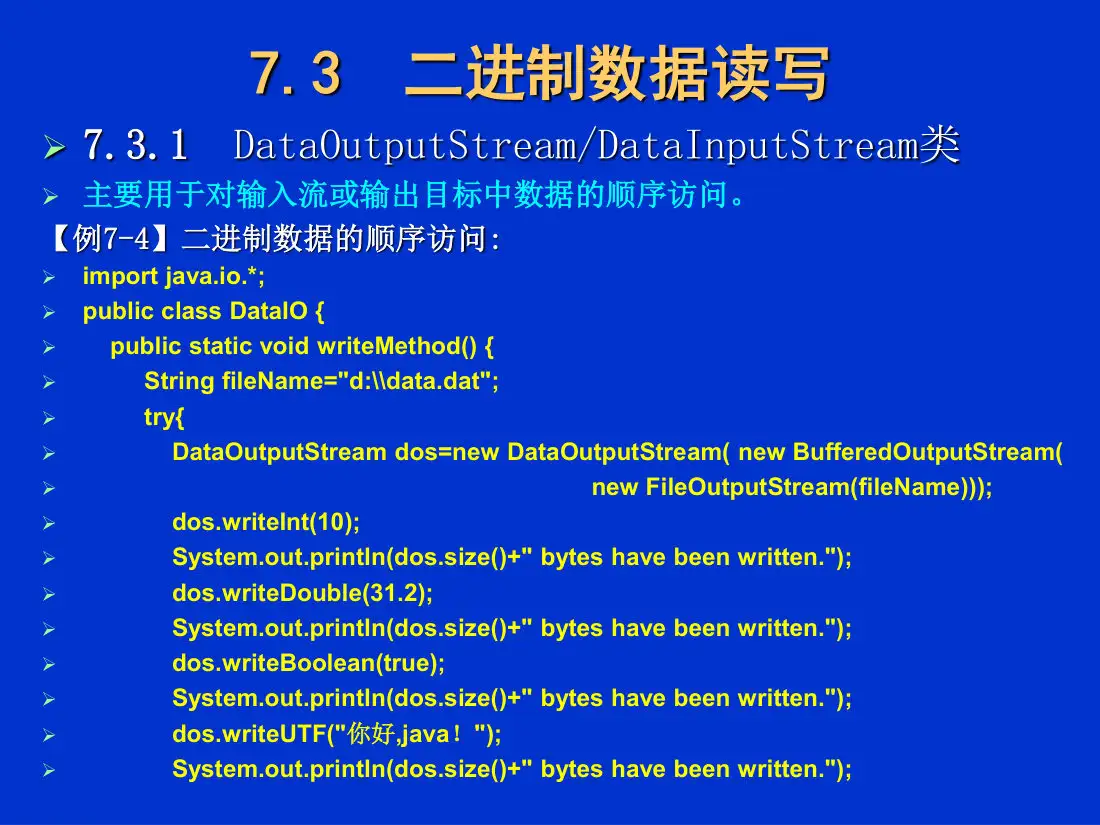 7.3 二进制数据读写
7.3.1 DataOutputStream/DataInputStream类
主要用于对输入流或输出目标中数据的顺序访问。
【例7-4】二进制数据的顺序访问:
import java.io.*;
public class DataIO {
public static void writeMethod() {
String fileName="d:\\data.dat";
try{
DataOutputStream dos=new DataOutputStream( new BufferedOutputStream(
new FileOutputStream(fileName)));
dos.writeInt(10);
System.out.println(dos.size()+" bytes have been written.");
dos.writeDouble(31.2);
System.out.println(dos.size()+" bytes have been written.");
dos.writeBoolean(true);
System.out.println(dos.size()+" bytes have been written.");
dos.writeUTF("你好,java！");
System.out.println(dos.size()+" bytes have been written.");